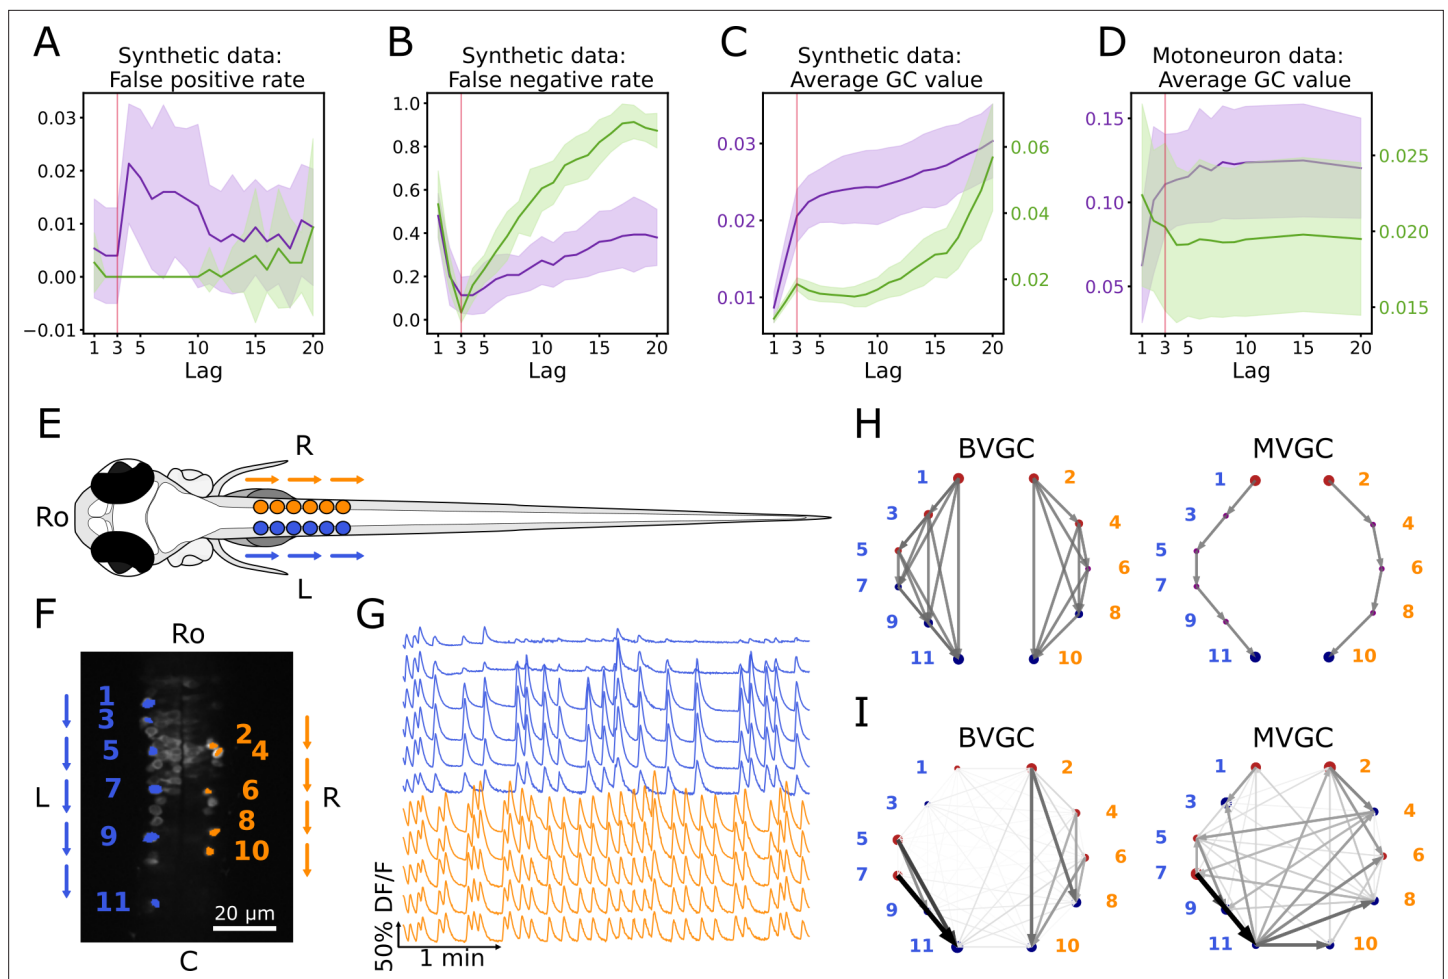 A
Synthetic data:
False positive rate
0.03
0.02
0.01
0.00
−0.01
1 3 5 10 15 20
Lag
B
Synthetic data:
False negative rate
1.0
0.8
0.6
0.4
0.2
0.0
1 3 5 10 15 20
Lag
C
Synthetic data:
Average GC value
0.03
0.02
0.01
0.06
0.04
0.02
1 3 5 10 15 20
Lag
D
Motoneuron data:
Average GC value
0.15
0.10
0.05
0.025
0.020
0.015
1 3 5 10 15 20
Lag
E
R
Ro
L
F
Ro
1
3
2
5
4
7
6
8
9
10
11
L
R
20 µm
C
G
50% DF/F
1 min
H
BVGC
1 2
3 4
5
6
7
8
9
11 10
MVGC
1 2
3
4
5
6
7
8
9
11 10
I
BVGC
1 2
3
4
5
6
7
8
9
11 10
MVGC
1 2
3
4
5
6
7
8
9
11 10